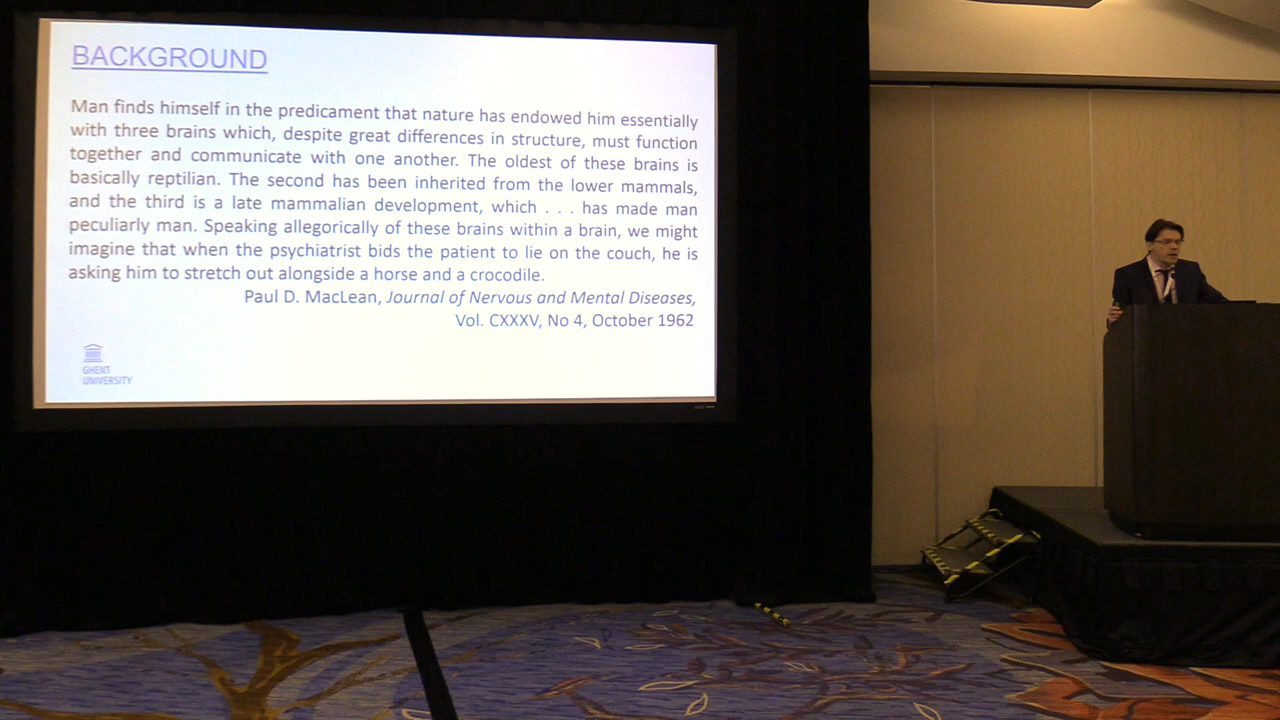 BACKGROUND
Man finds himself in the predicament that nature has endowed him essentially
with three brains which, despite great differences in structure, must function
together and communicate with one another. The oldest of these brains is
basically reptilian. The second has been inherited from the lower mammals,
and the third is a late mammalian development, which . . . has made man
peculiarly man. Speaking allegorically of these brains within a brain, we might
imagine that when the psychiatrist bids the patient to lie on the couch, he is
asking him to stretch out alongside a horse and a crocodile.
Paul D. MacLean, Journal of Nervous and Mental Diseases,
Vol. CXXXV, No 4, October 1962
GHENT
UNIVERSITY